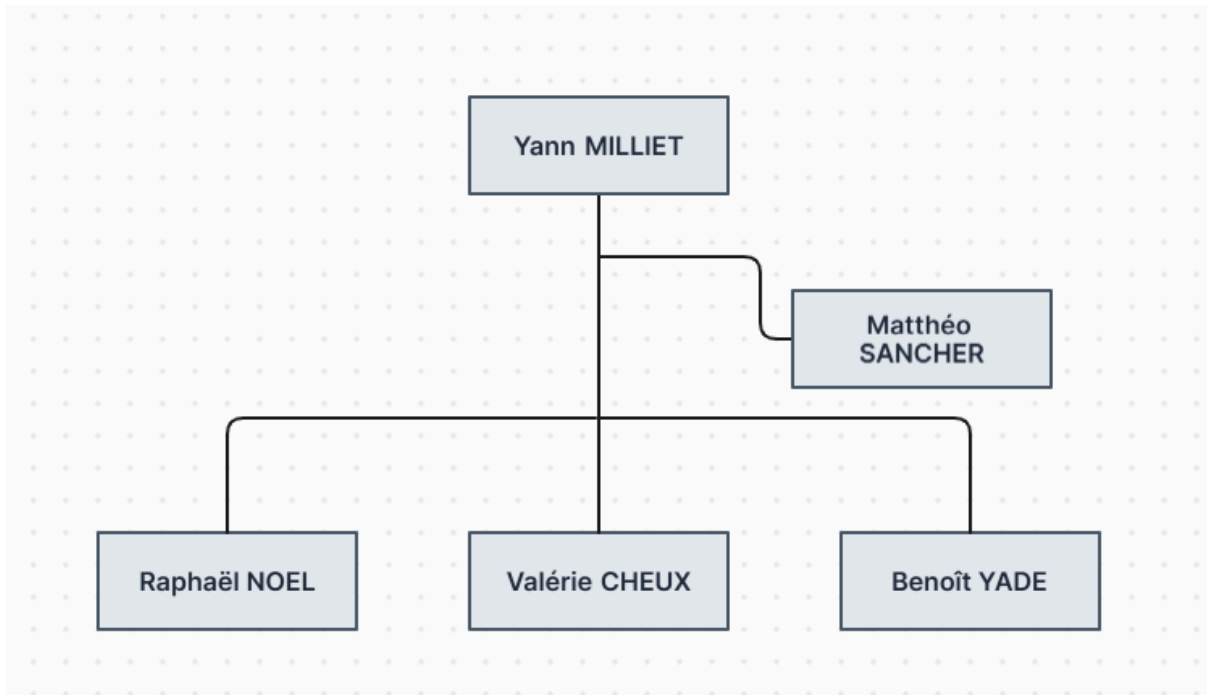 Yann MILLIET
Matthéo
SANCHER
Raphaël NOEL
Valérie CHEUX
Benoît YADE